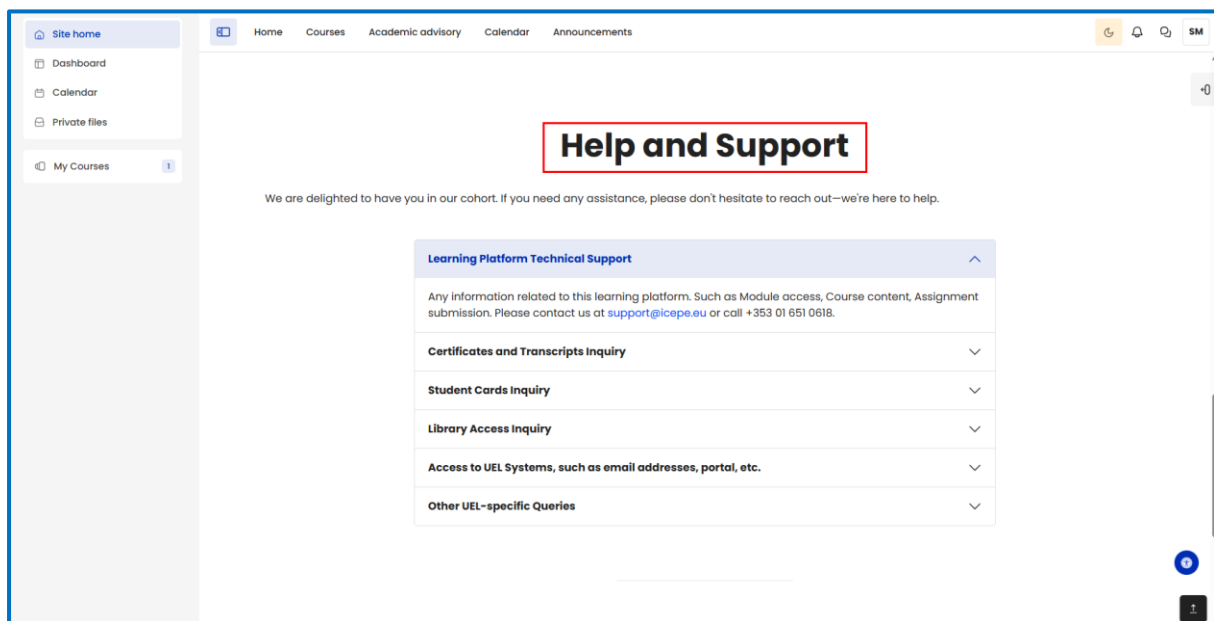 Site home
Dashboard
Calendar
Private files
My Courses
1
Home
Courses
Academic advisory
Calendar
Announcements
SM
Help and Support
We are delighted to have you in our cohort. If you need any assistance, please don't hesitate to reach out—we're here to help.
Learning Platform Technical Support
Any information related to this learning platform. Such as Module access, Course content, Assignment
submission. Please contact us at support@icepe.eu or call +353 01 651 0618.
Certificates and Transcripts Inquiry
Student Cards Inquiry
Library Access Inquiry
Access to UEL Systems, such as email addresses, portal, etc.
Other UEL-specific Queries